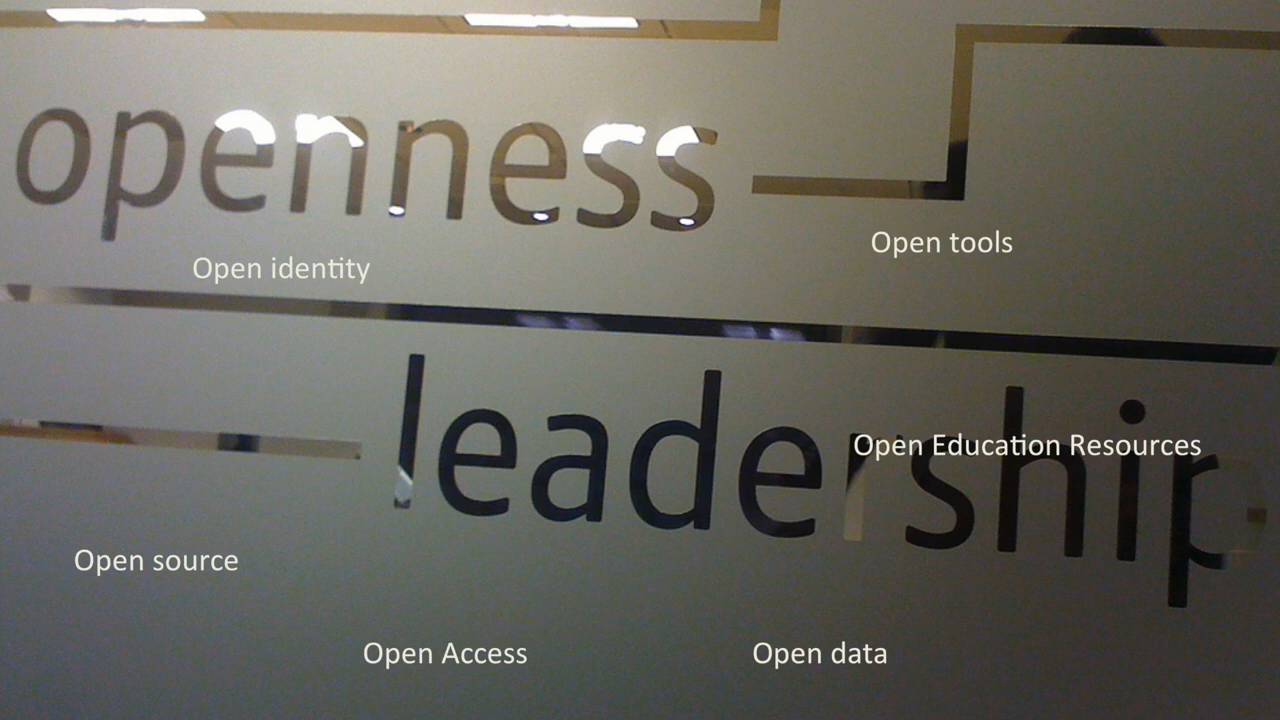 openness
Open tools
Open identity
leadership
Open Education Resources
Open source
Open Access
Open data